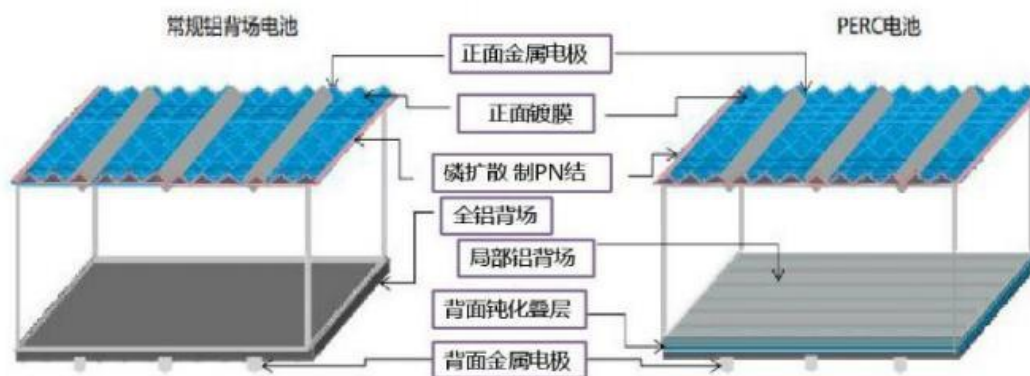 常规铝背场电池
PERC电池
正面金属电极
正面镀膜
磷扩散 制PN结
全铝背场
局部铝背场
背面钝化叠层
背面金属电极